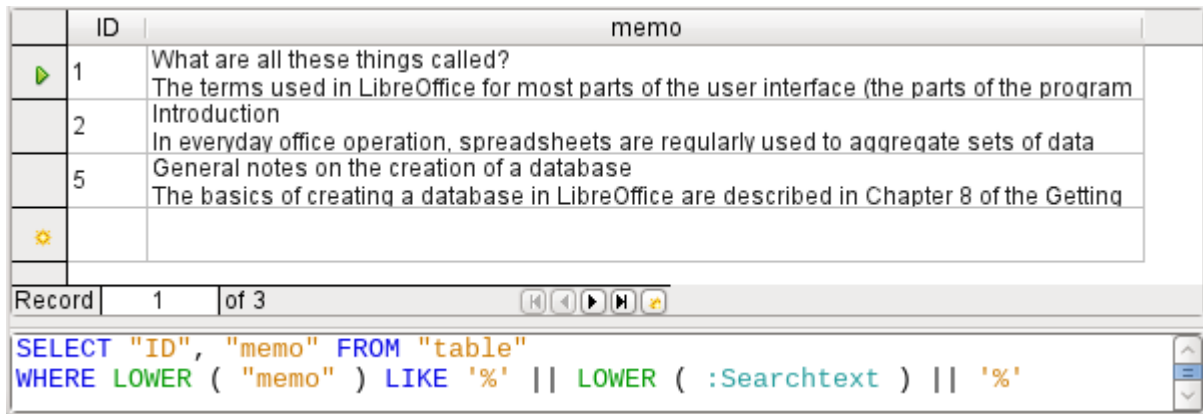 ID memo
1 What are all these things called?
The terms used in LibreOffice for most parts of the user interface (the parts of the program
2 Introduction
In everyday office operation, spreadsheets are regularly used to aggregate sets of data
5 General notes on the creation of a database
The basics of creating a database in LibreOffice are described in Chapter 8 of the Getting
Record 1 of 3
SELECT "ID", "memo" FROM "table"
WHERE LOWER ( "memo" ) LIKE '%' || LOWER ( :Searchtext ) || '%'